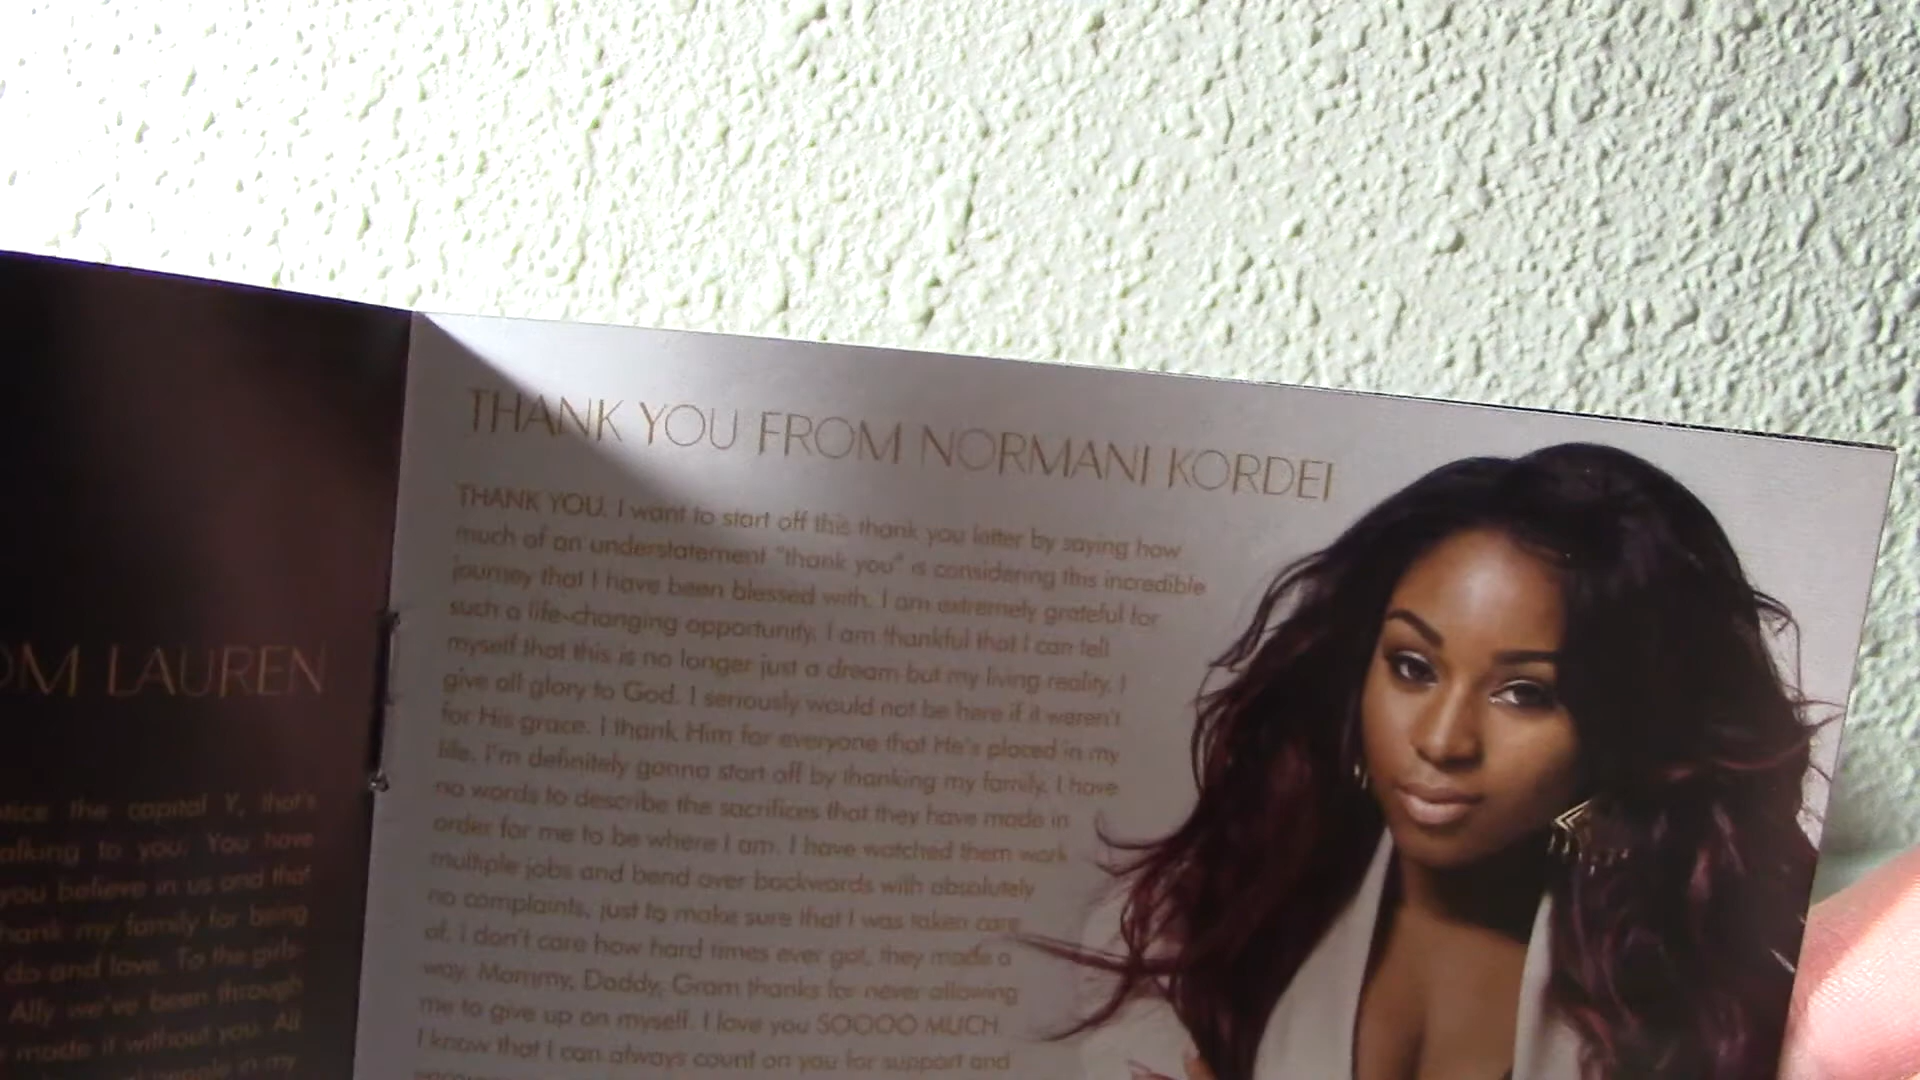 OM LAUREN
tice the capital Y, that's
alking to you. You have
you believe in us and that
hank my family for being
do and love. To the girls-
Ally we've been through
made it without you. All
people in my
THANK YOU FROM NORMANI KORDEI
THANK YOU. I want to start off this thank you letter by saying how
much of an understatement "thank you" is considering this incredible
journey that I have been blessed with. I am extremely grateful for
such a life-changing opportunity. I am thankful that I can tell
myself that this is no longer just a dream but my living reality. I
give all glory to God. I seriously would not be here if it weren't
for His grace. I thank Him for everyone that He's placed in my
life. I'm definitely gonna start off by thanking my family. I have
no words to describe the sacrifices that they have made in
order for me to be where I am. I have watched them work
multiple jobs and bend over backwards with absolutely
no complaints, just to make sure that I was taken care
of. I don't care how hard times ever got, they made a
way. Mommy, Daddy, Gram thanks for never allowing
me to give up on myself. I love you SOOOO MUCH.
I know that I can always count on you for support and